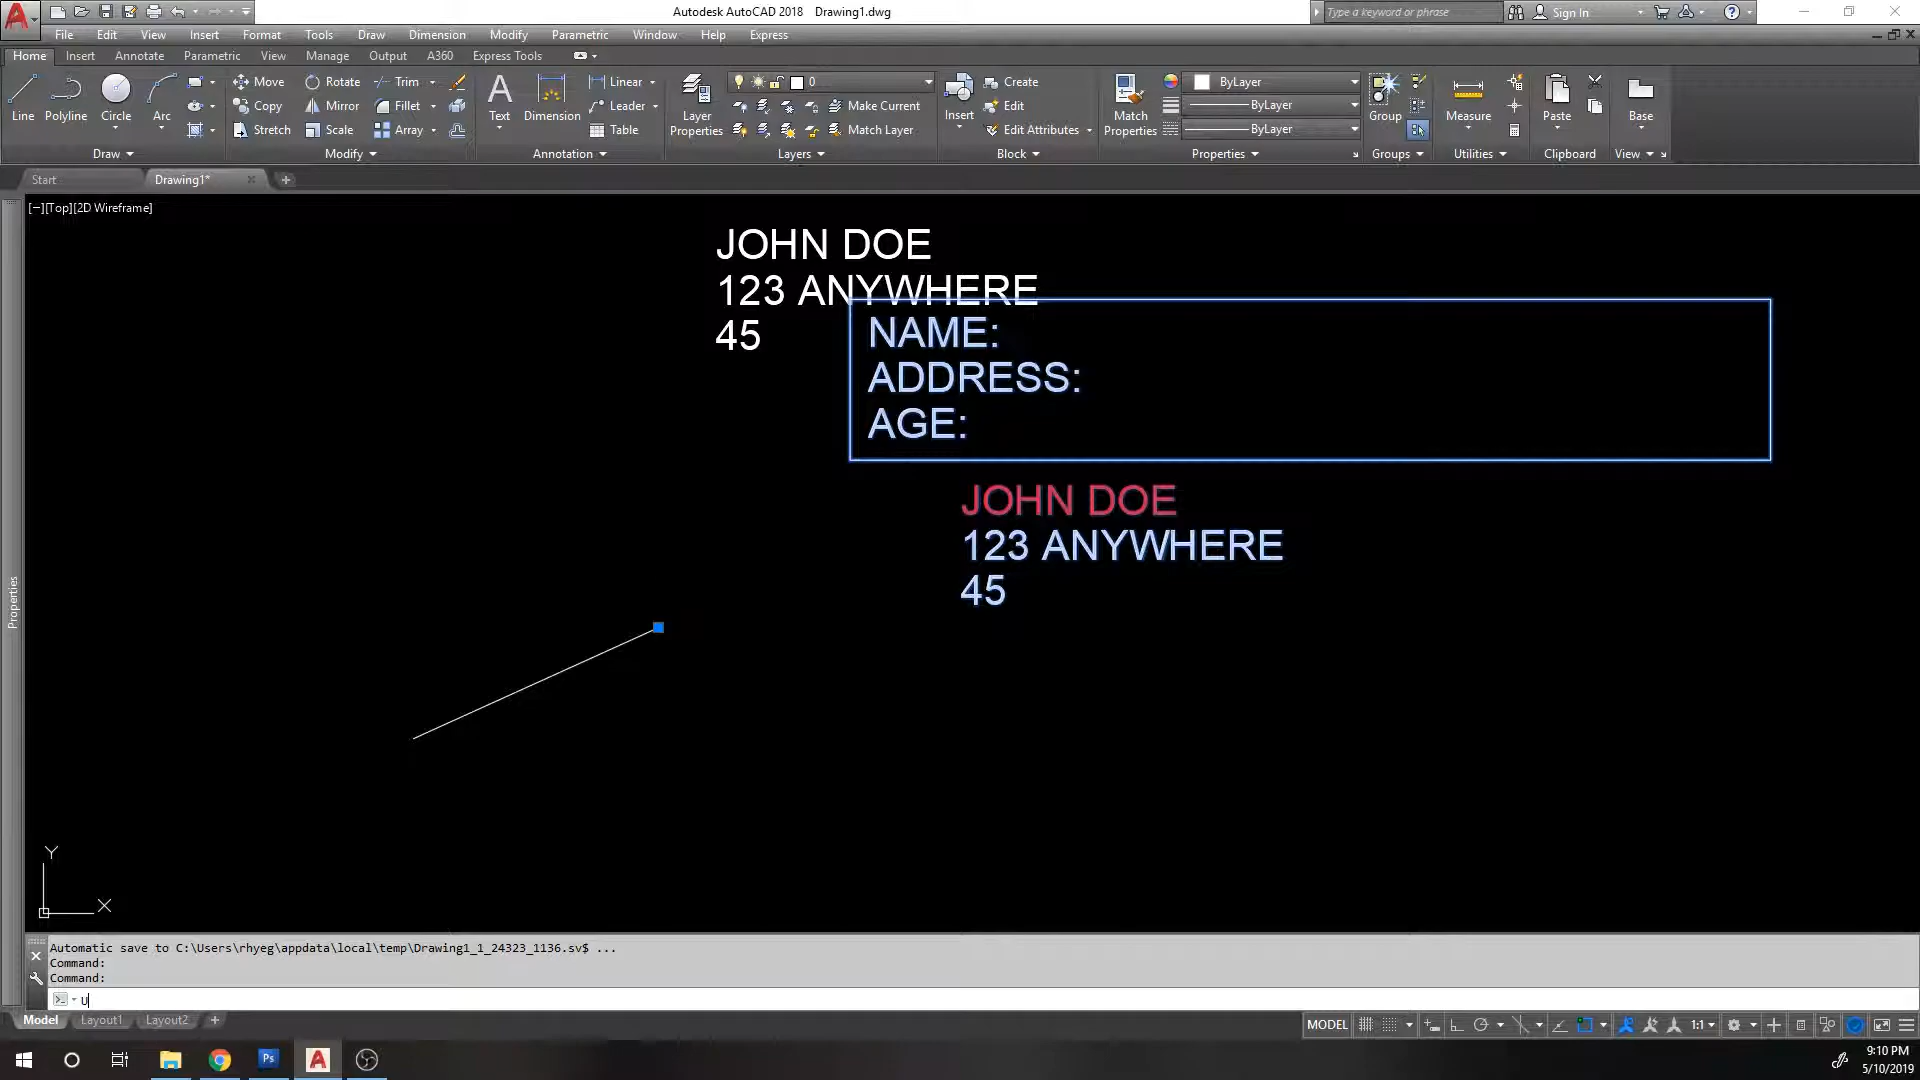 Autodesk AutoCAD 2018 Drawing1.dwg
Type a keyword or phrase
Sign In
File Edit View Insert Format Tools Draw Dimension Modify Parametric Window Help Express
Home Insert Annotate Parametric View Manage Output A360 Express Tools
Line Polyline Circle Arc
Move Rotate Trim
Copy Mirror Fillet
Stretch Scale Array
Text Dimension
Linear
Leader
Table
Layer Properties
0
Make Current
Match Layer
Insert
Create
Edit
Edit Attributes
Match Properties
ByLayer
ByLayer
ByLayer
Group
Measure
Paste
Base
Draw Modify Annotation Layers Block Properties Groups Utilities Clipboard View
Start Drawing1*
[−][Top][2D Wireframe]
JOHN DOE
123 ANYWHERE
45
NAME:
ADDRESS:
AGE:
JOHN DOE
123 ANYWHERE
45
Properties
Y
X
Automatic save to C:\Users\rhyeg\appdata\local\temp\Drawing1_1_24323_1136.sv$ ...
Command:
Command:
U
Model Layout1 Layout2
MODEL 1:1
Ps
9:10 PM
5/10/2019